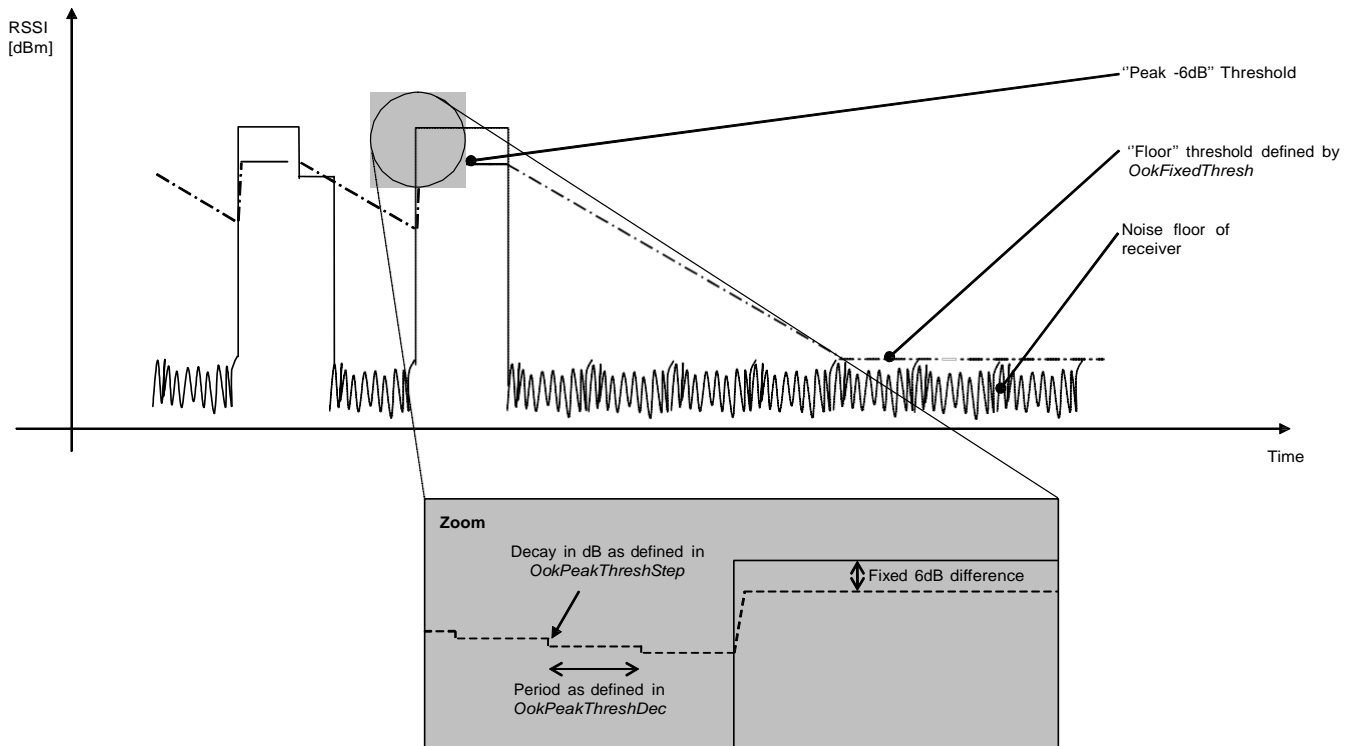 RSSI
[dBm]
‘'Peak -6dB’' Threshold
‘'Floor’' threshold defined by
OokFixedThresh
Noise floor of
receiver
Time
Zoom
Decay in dB as defined in
OokPeakThreshStep
Fixed 6dB difference
Period as defined in
OokPeakThreshDec